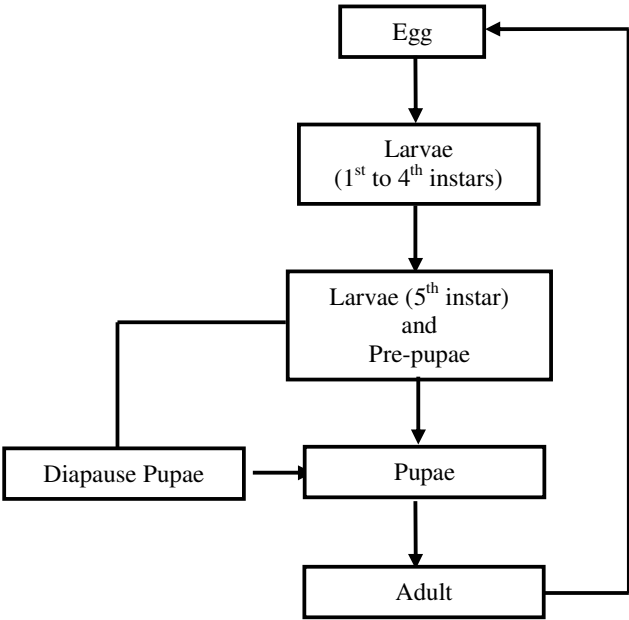 Egg
Larvae
(1st to 4th instars)
Larvae (5th instar)
and
Pre-pupae
Diapause Pupae
Pupae
Adult